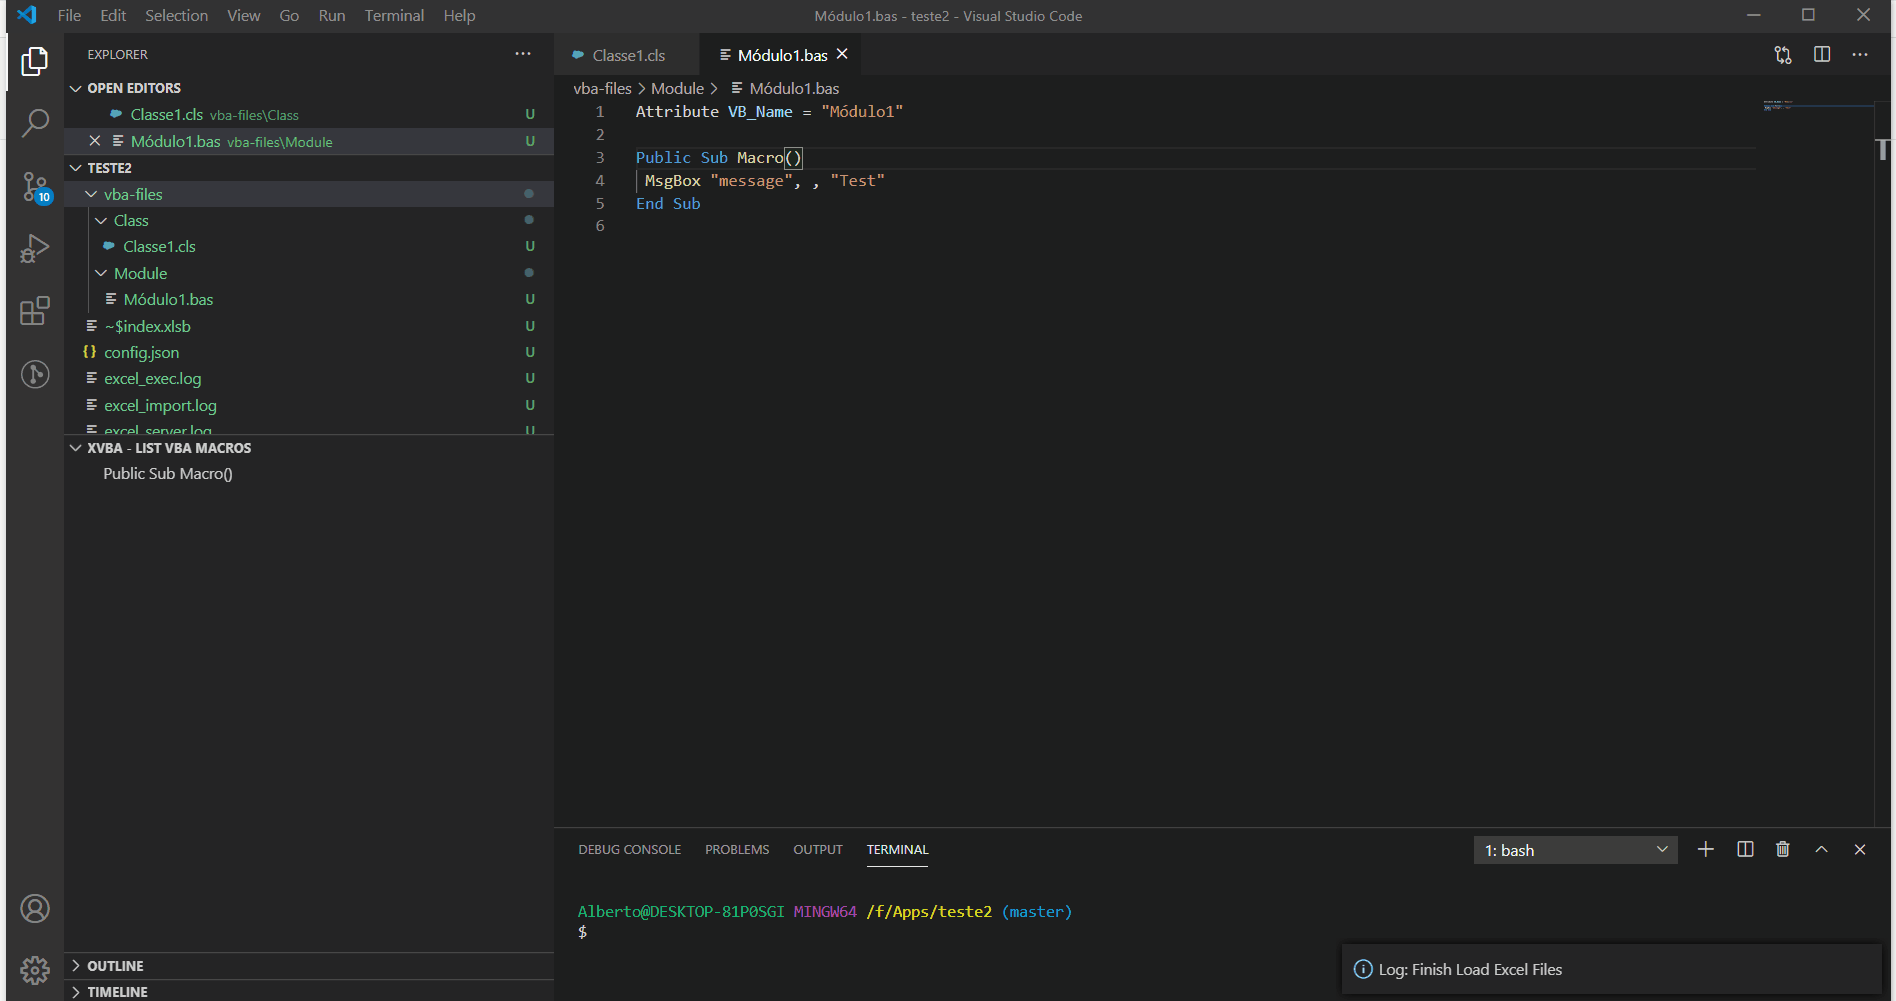 File Edit Selection View Go Run Terminal Help Módulo1.bas - teste2 - Visual Studio Code
EXPLORER
OPEN EDITORS
Classe1.cls vba-files\Class U
Módulo1.bas vba-files\Module U
TESTE2
vba-files
Class
Classe1.cls U
Module
Módulo1.bas U
~$index.xlsb U
config.json U
excel_exec.log U
excel_import.log U
excel_server.log U
XVBA - LIST VBA MACROS
Public Sub Macro()
OUTLINE
TIMELINE
10
Classe1.cls Módulo1.bas
vba-files > Module > Módulo1.bas
1 Attribute VB_Name = "Módulo1"
2
3 Public Sub Macro()
4 MsgBox "message", , "Test"
5 End Sub
6
DEBUG CONSOLE PROBLEMS OUTPUT TERMINAL 1: bash
Alberto@DESKTOP-81P0SGI MINGW64 /f/Apps/teste2 (master)
$
Log: Finish Load Excel Files